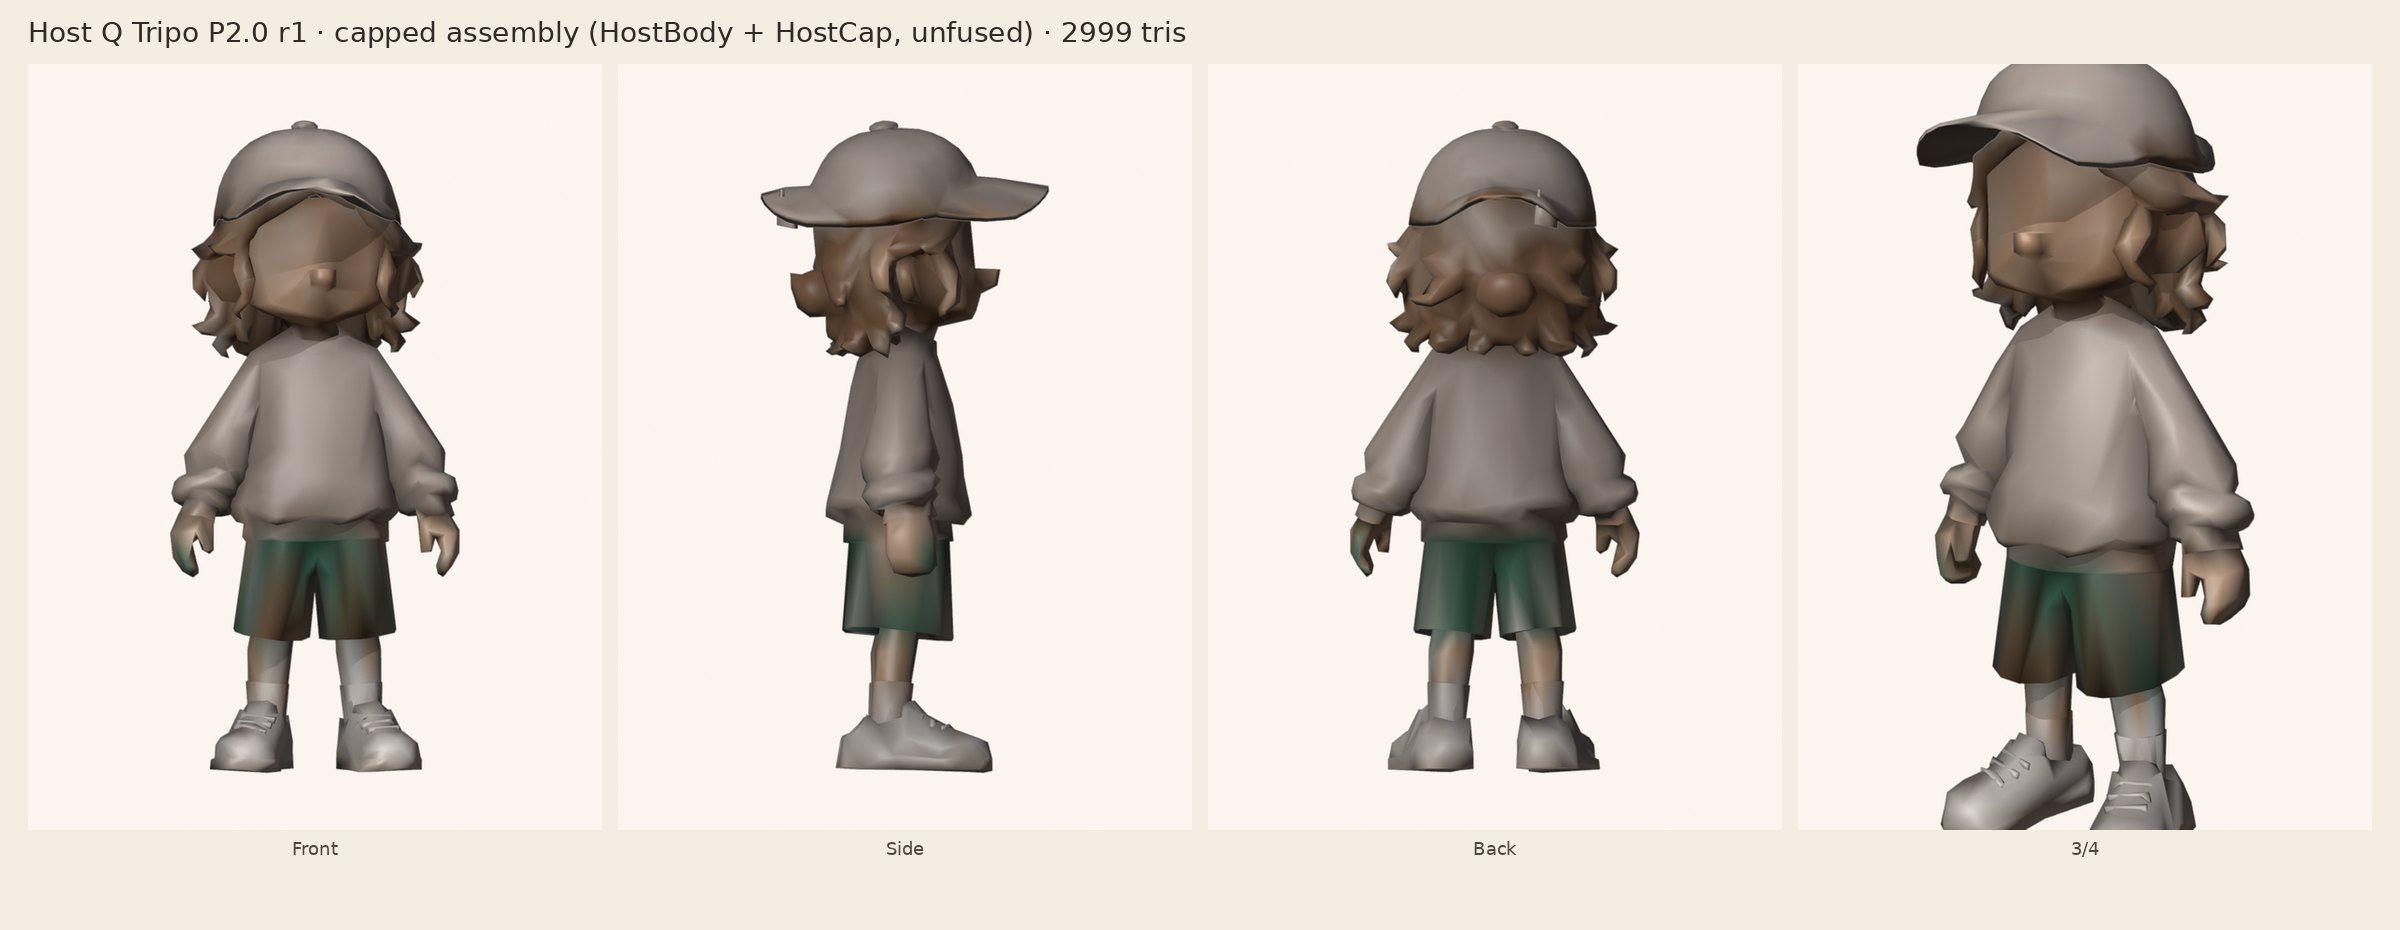 Host Q Tripo P2.0 r1 · capped assembly (HostBody + HostCap, unfused) · 2999 tris
Front
Side
Back
3/4